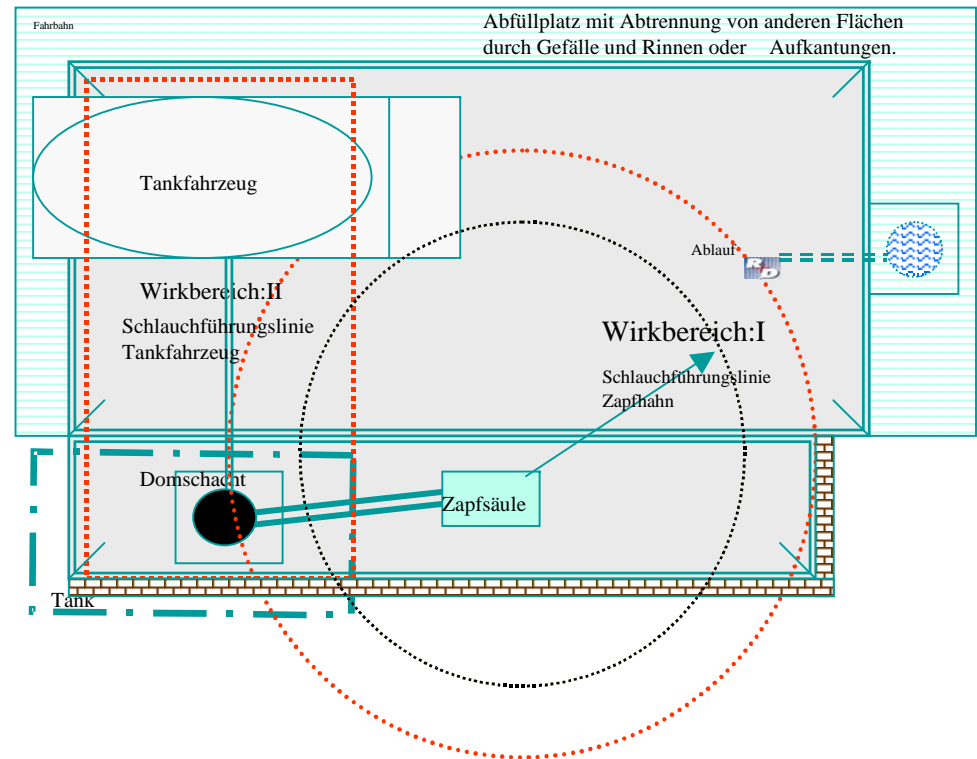 Fahrbahn
Abfüllplatz mit Abtrennung von anderen Flächen
durch Gefälle und Rinnen oder Aufkantungen.
Tankfahrzeug
Ablauf
RD
Wirkbereich:II
Schlauchführungslinie
Tankfahrzeug
Wirkbereich:I
Schlauchführungslinie
Zapfhahn
Domschacht
Zapfsäule
Tank